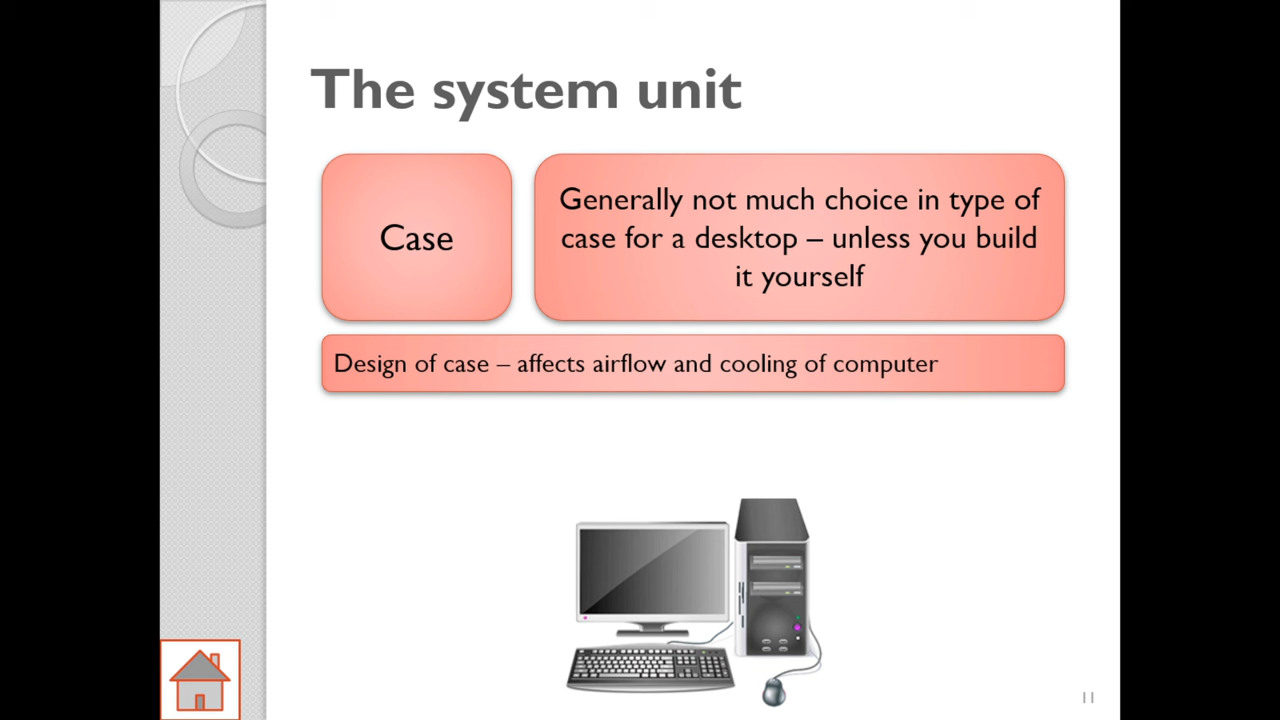 The system unit
Case
Generally not much choice in type of
case for a desktop – unless you build
it yourself
Design of case – affects airflow and cooling of computer
11